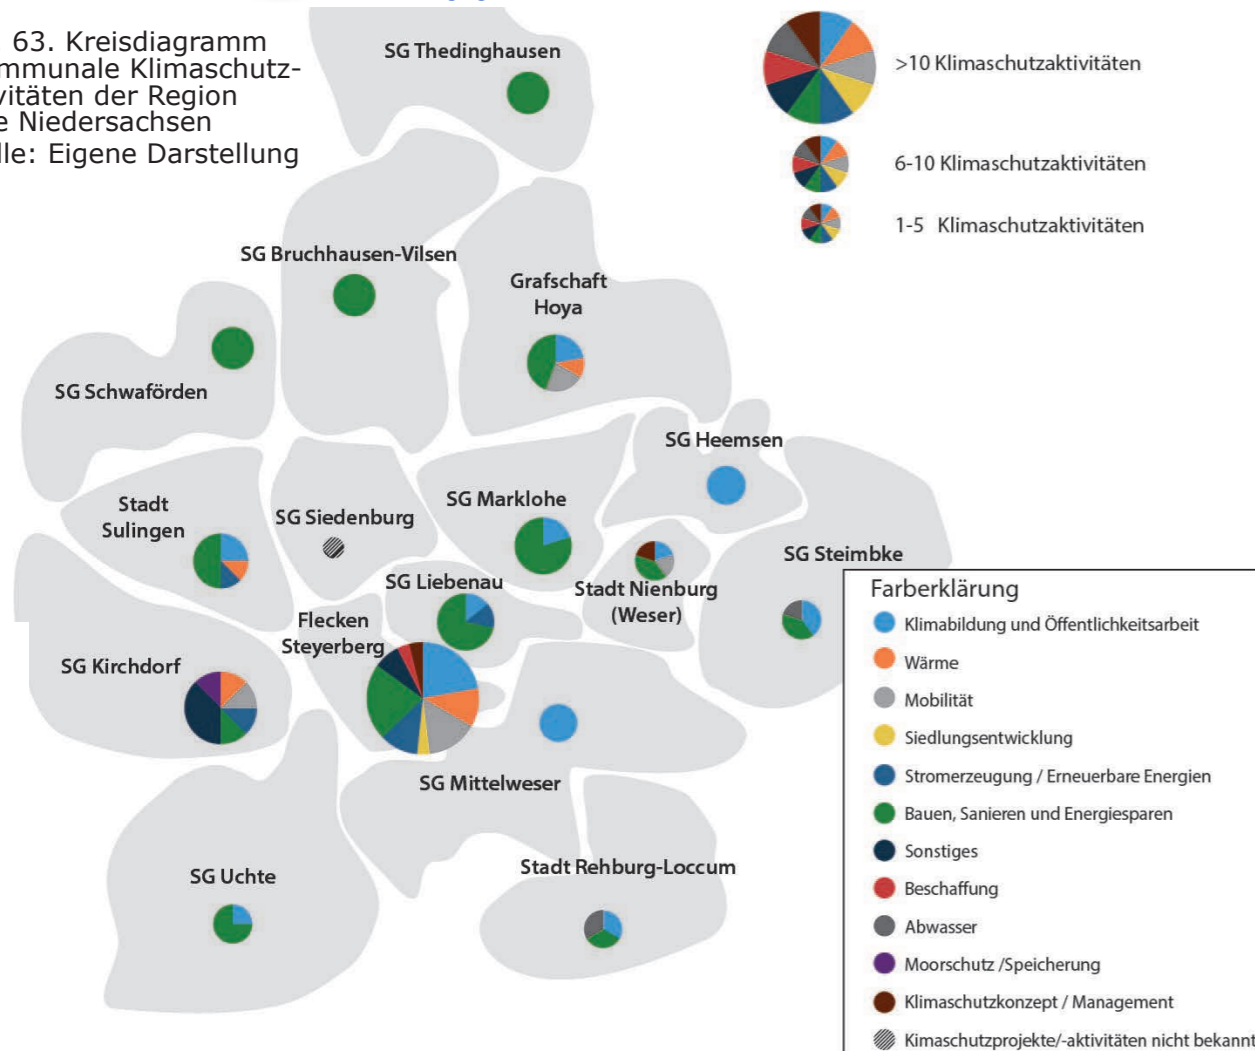 63. Kreisdiagramm
mmunale Klimaschutz-
vitäten der Region
e Niedersachsen
lle: Eigene Darstellung
>10 Klimaschutzaktivitäten
6-10 Klimaschutzaktivitäten
1-5 Klimaschutzaktivitäten
SG Thedinghausen
SG Bruchhausen-Vilsen
Grafschaft
Hoya
SG Schwaförden
SG Heemsen
Stadt
Sulingen
SG Siedenburg
SG Marklohe
SG Steimbke
SG Liebenau
Stadt Nienburg
(Weser)
Flecken
Steyerberg
SG Kirchdorf
SG Mittelweser
SG Uchte
Stadt Rehburg-Loccum
Farberklärung
Klimabildung und Öffentlichkeitsarbeit
Wärme
Mobilität
Siedlungsentwicklung
Stromerzeugung / Erneuerbare Energien
Bauen, Sanieren und Energiesparen
Sonstiges
Beschaffung
Abwasser
Moorschutz /Speicherung
Klimaschutzkonzept / Management
Kimaschutzprojekte/-aktivitäten nicht bekannt